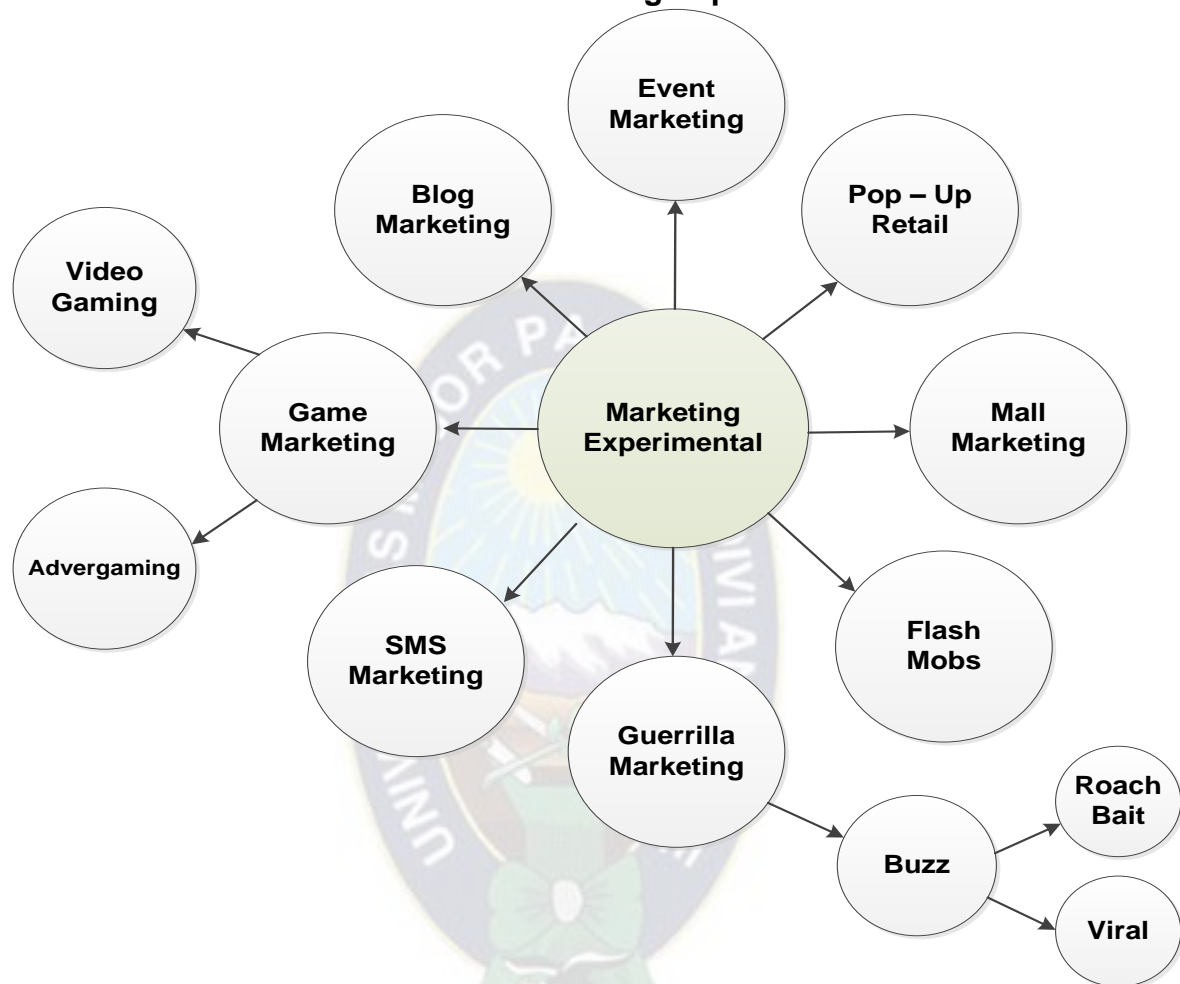 Event
Marketing
Blog
Marketing
Pop – Up
Retail
Video
Gaming
Game
Marketing
Marketing
Experimental
Mall
Marketing
Advergaming
SMS
Marketing
Flash
Mobs
Guerrilla
Marketing
Roach
Bait
Buzz
Viral